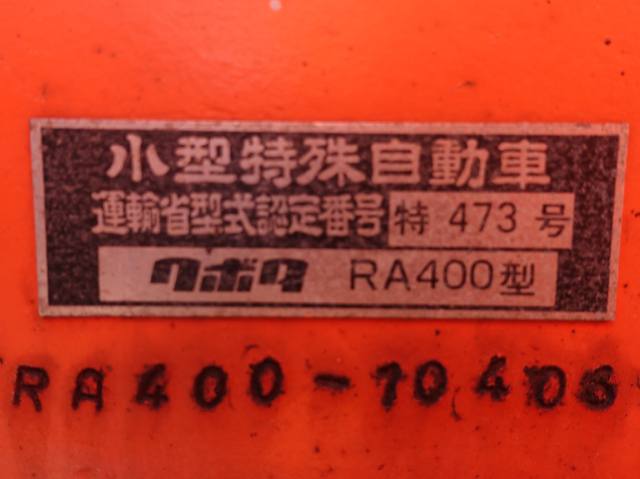 小型特殊自動車
運輸省型式認定番号 特 473 号
クボタ RA400型
RA400-10406